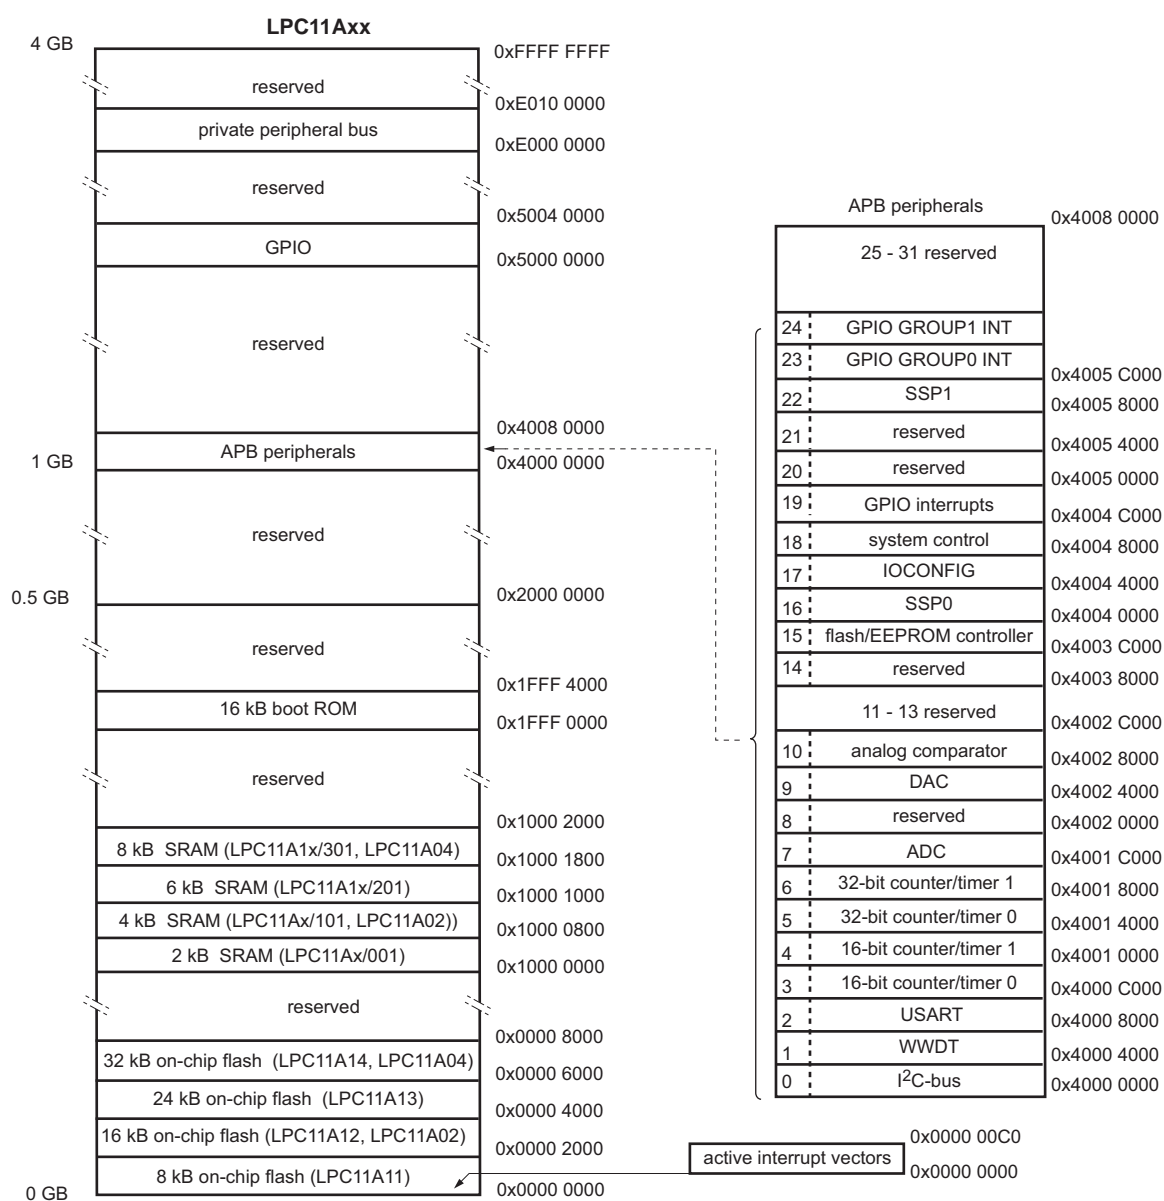 LPC11Axx
4 GB
0xFFFF FFFF
reserved
0xE010 0000
private peripheral bus
0xE000 0000
reserved
0x5004 0000
GPIO
0x5000 0000
reserved
0x4008 0000
APB peripherals
1 GB
0x4000 0000
reserved
0x2000 0000
0.5 GB
reserved
0x1FFF 4000
16 kB boot ROM
0x1FFF 0000
reserved
0x1000 2000
8 kB SRAM (LPC11A1x/301, LPC11A04)
0x1000 1800
6 kB SRAM (LPC11A1x/201)
0x1000 1000
4 kB SRAM (LPC11Ax/101, LPC11A02))
0x1000 0800
2 kB SRAM (LPC11Ax/001)
0x1000 0000
reserved
0x0000 8000
32 kB on-chip flash (LPC11A14, LPC11A04)
0x0000 6000
24 kB on-chip flash (LPC11A13)
0x0000 4000
16 kB on-chip flash (LPC11A12, LPC11A02)
0x0000 2000
8 kB on-chip flash (LPC11A11)
0 GB
0x0000 0000
APB peripherals
0x4008 0000
25 - 31 reserved
24 GPIO GROUP1 INT
23 GPIO GROUP0 INT
0x4005 C000
22 SSP1
0x4005 8000
21 reserved
0x4005 4000
20 reserved
0x4005 0000
19 GPIO interrupts
0x4004 C000
18 system control
0x4004 8000
17 IOCONFIG
0x4004 4000
16 SSP0
0x4004 0000
15 flash/EEPROM controller
0x4003 C000
14 reserved
0x4003 8000
11 - 13 reserved
0x4002 C000
10 analog comparator
0x4002 8000
9 DAC
0x4002 4000
8 reserved
0x4002 0000
7 ADC
0x4001 C000
6 32-bit counter/timer 1
0x4001 8000
5 32-bit counter/timer 0
0x4001 4000
4 16-bit counter/timer 1
0x4001 0000
3 16-bit counter/timer 0
0x4000 C000
2 USART
0x4000 8000
1 WWDT
0x4000 4000
0 I2C-bus
0x4000 0000
0x0000 00C0
active interrupt vectors
0x0000 0000